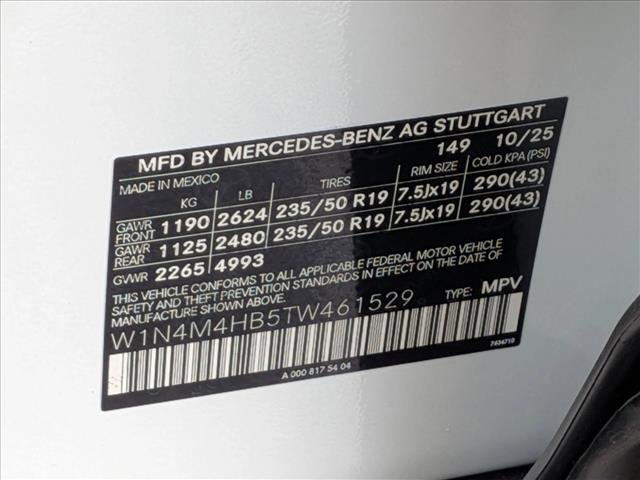 MFD BY MERCEDES-BENZ AG STUTTGART
149 10/25
MADE IN MEXICO
KG LB TIRES RIM SIZE COLD KPA (PSI)
GAWR FRONT 1190 2624 235/50 R19 7.5Jx19 290(43)
GAWR REAR 1125 2480 235/50 R19 7.5Jx19 290(43)
GVWR 2265 4993
THIS VEHICLE CONFORMS TO ALL APPLICABLE FEDERAL MOTOR VEHICLE
SAFETY, BUMPER, AND THEFT PREVENTION STANDARDS IN EFFECT ON THE DATE OF
MANUFACTURE SHOWN ABOVE.
W1N4M4HB5TW461529 TYPE: MPV
A 000 817 54 04
7434710